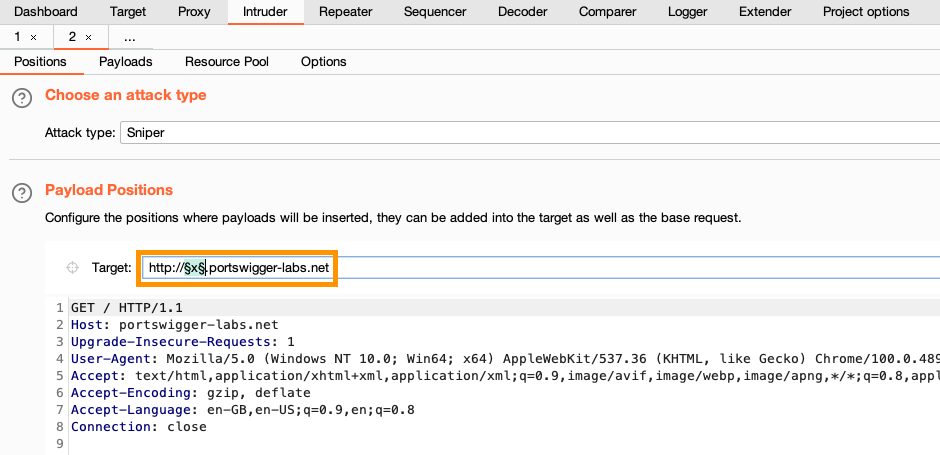 Dashboard Target Proxy Intruder Repeater Sequencer Decoder Comparer Logger Extender Project options
1 × 2 × ...
Positions Payloads Resource Pool Options
? Choose an attack type
Attack type: Sniper
? Payload Positions
Configure the positions where payloads will be inserted, they can be added into the target as well as the base request.
Target: http://§x§.portswigger-labs.net
1 GET / HTTP/1.1
2 Host: portswigger-labs.net
3 Upgrade-Insecure-Requests: 1
4 User-Agent: Mozilla/5.0 (Windows NT 10.0; Win64; x64) AppleWebKit/537.36 (KHTML, like Gecko) Chrome/100.0.489
5 Accept: text/html,application/xhtml+xml,application/xml;q=0.9,image/avif,image/webp,image/apng,*/*;q=0.8,appl
6 Accept-Encoding: gzip, deflate
7 Accept-Language: en-GB,en-US;q=0.9,en;q=0.8
8 Connection: close
9